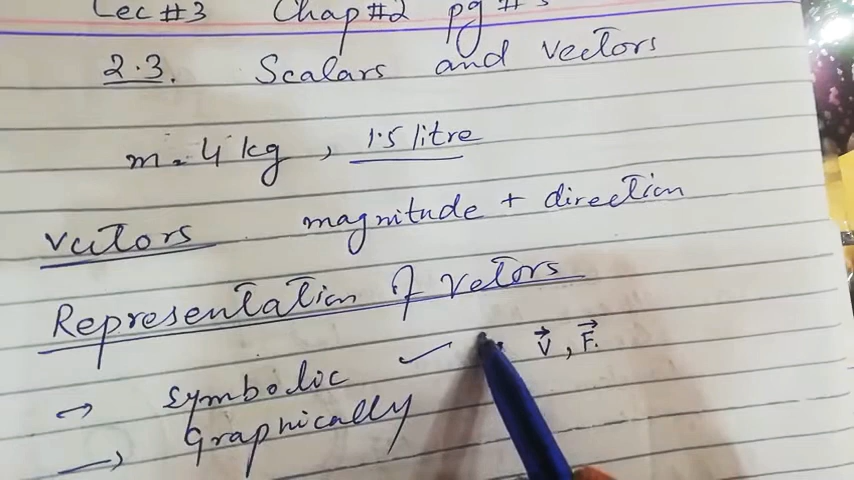 Lec #3 Chap #2 pg #
2.3. Scalars and vectors
m = 4 kg , 1.5 litre
vectors magnitude + direction
Representation of vectors
→ Symbolic ✓ V⃗ , F⃗.
→ Graphically